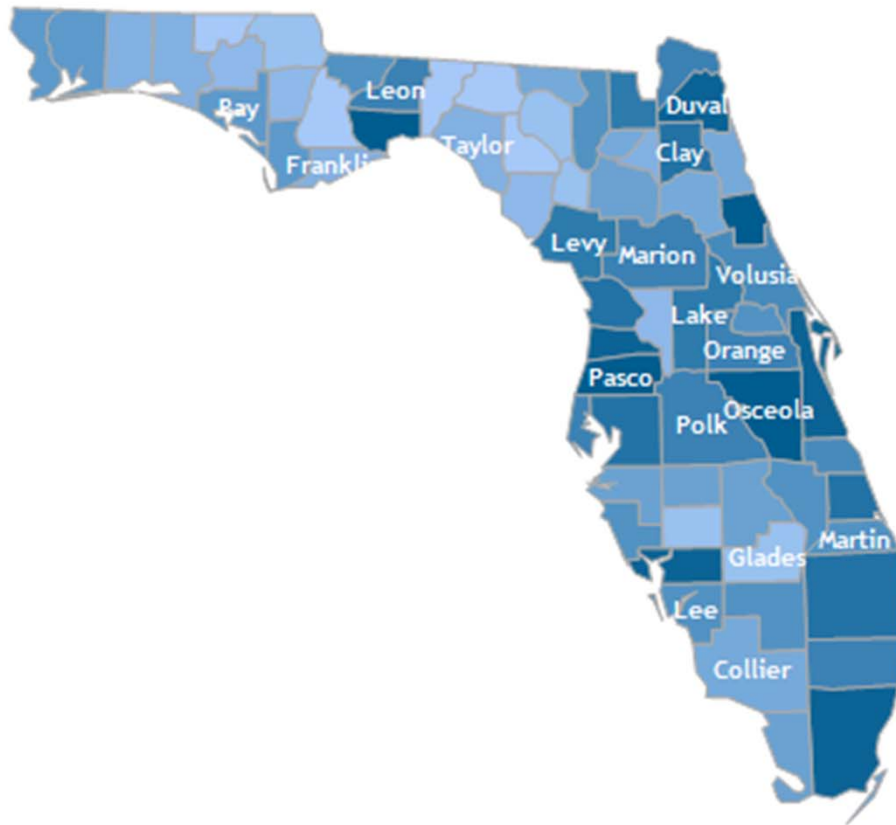 Leon
Duval
Bay
Taylor
Clay
Frankli
Levy
Marion
Volusia
Lake
Orange
Pasco
Osceola
Polk
Martin
Glades
Lee
Collier